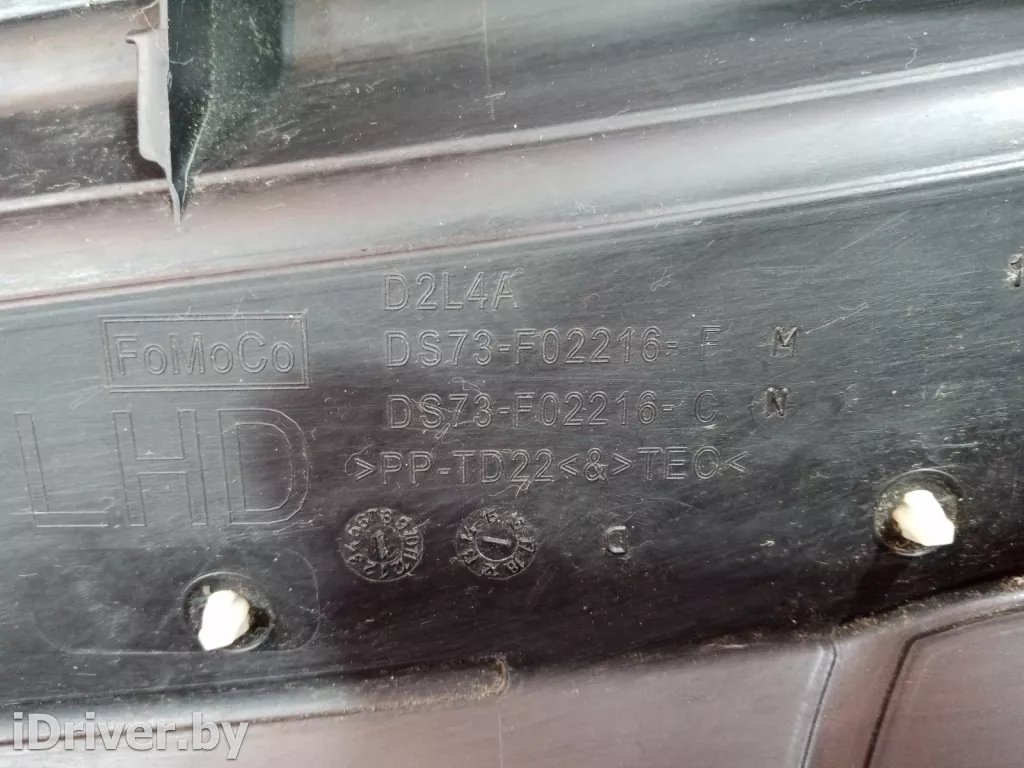 D2L4A
FoMoCo
DS73-F02216- F M
DS73-F02216- C N
LHD
>PP-TD22<&>TEC<
iDriver.by